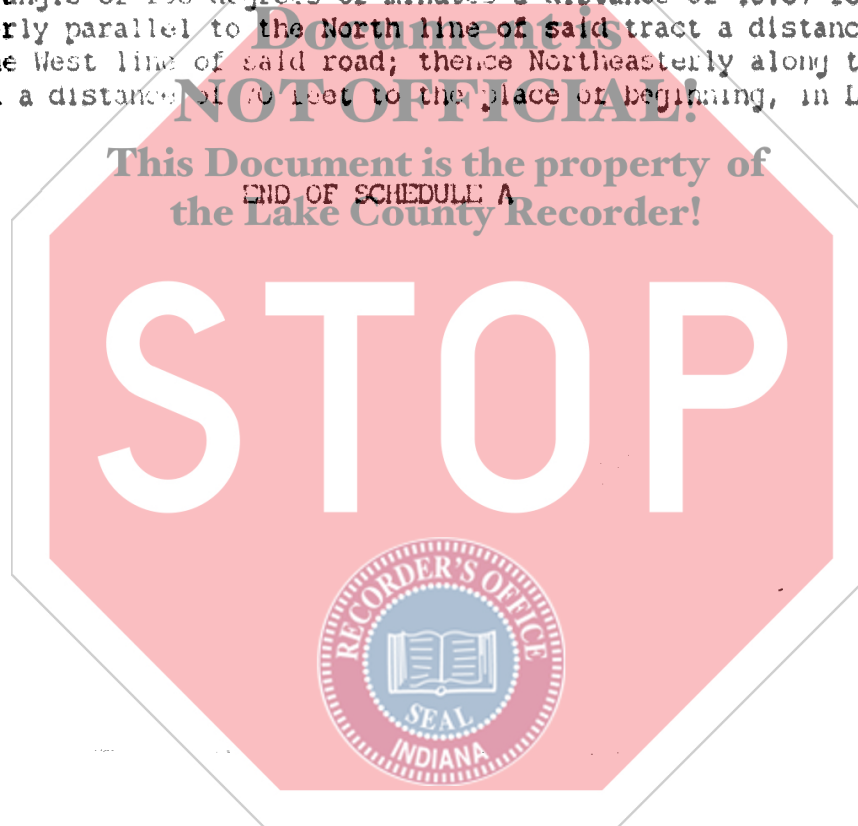 erly parallel to the North line of said tract a distanc
Document is
e West line of said road; thence Northeasterly along t
a distance of 70 feet to the place of beginning, in L
NOT OFFICIAL!
This Document is the property of
END OF SCHEDULE A
the Lake County Recorder!
STOP
RECORDER'S OFFICE
SEAL
INDIANA